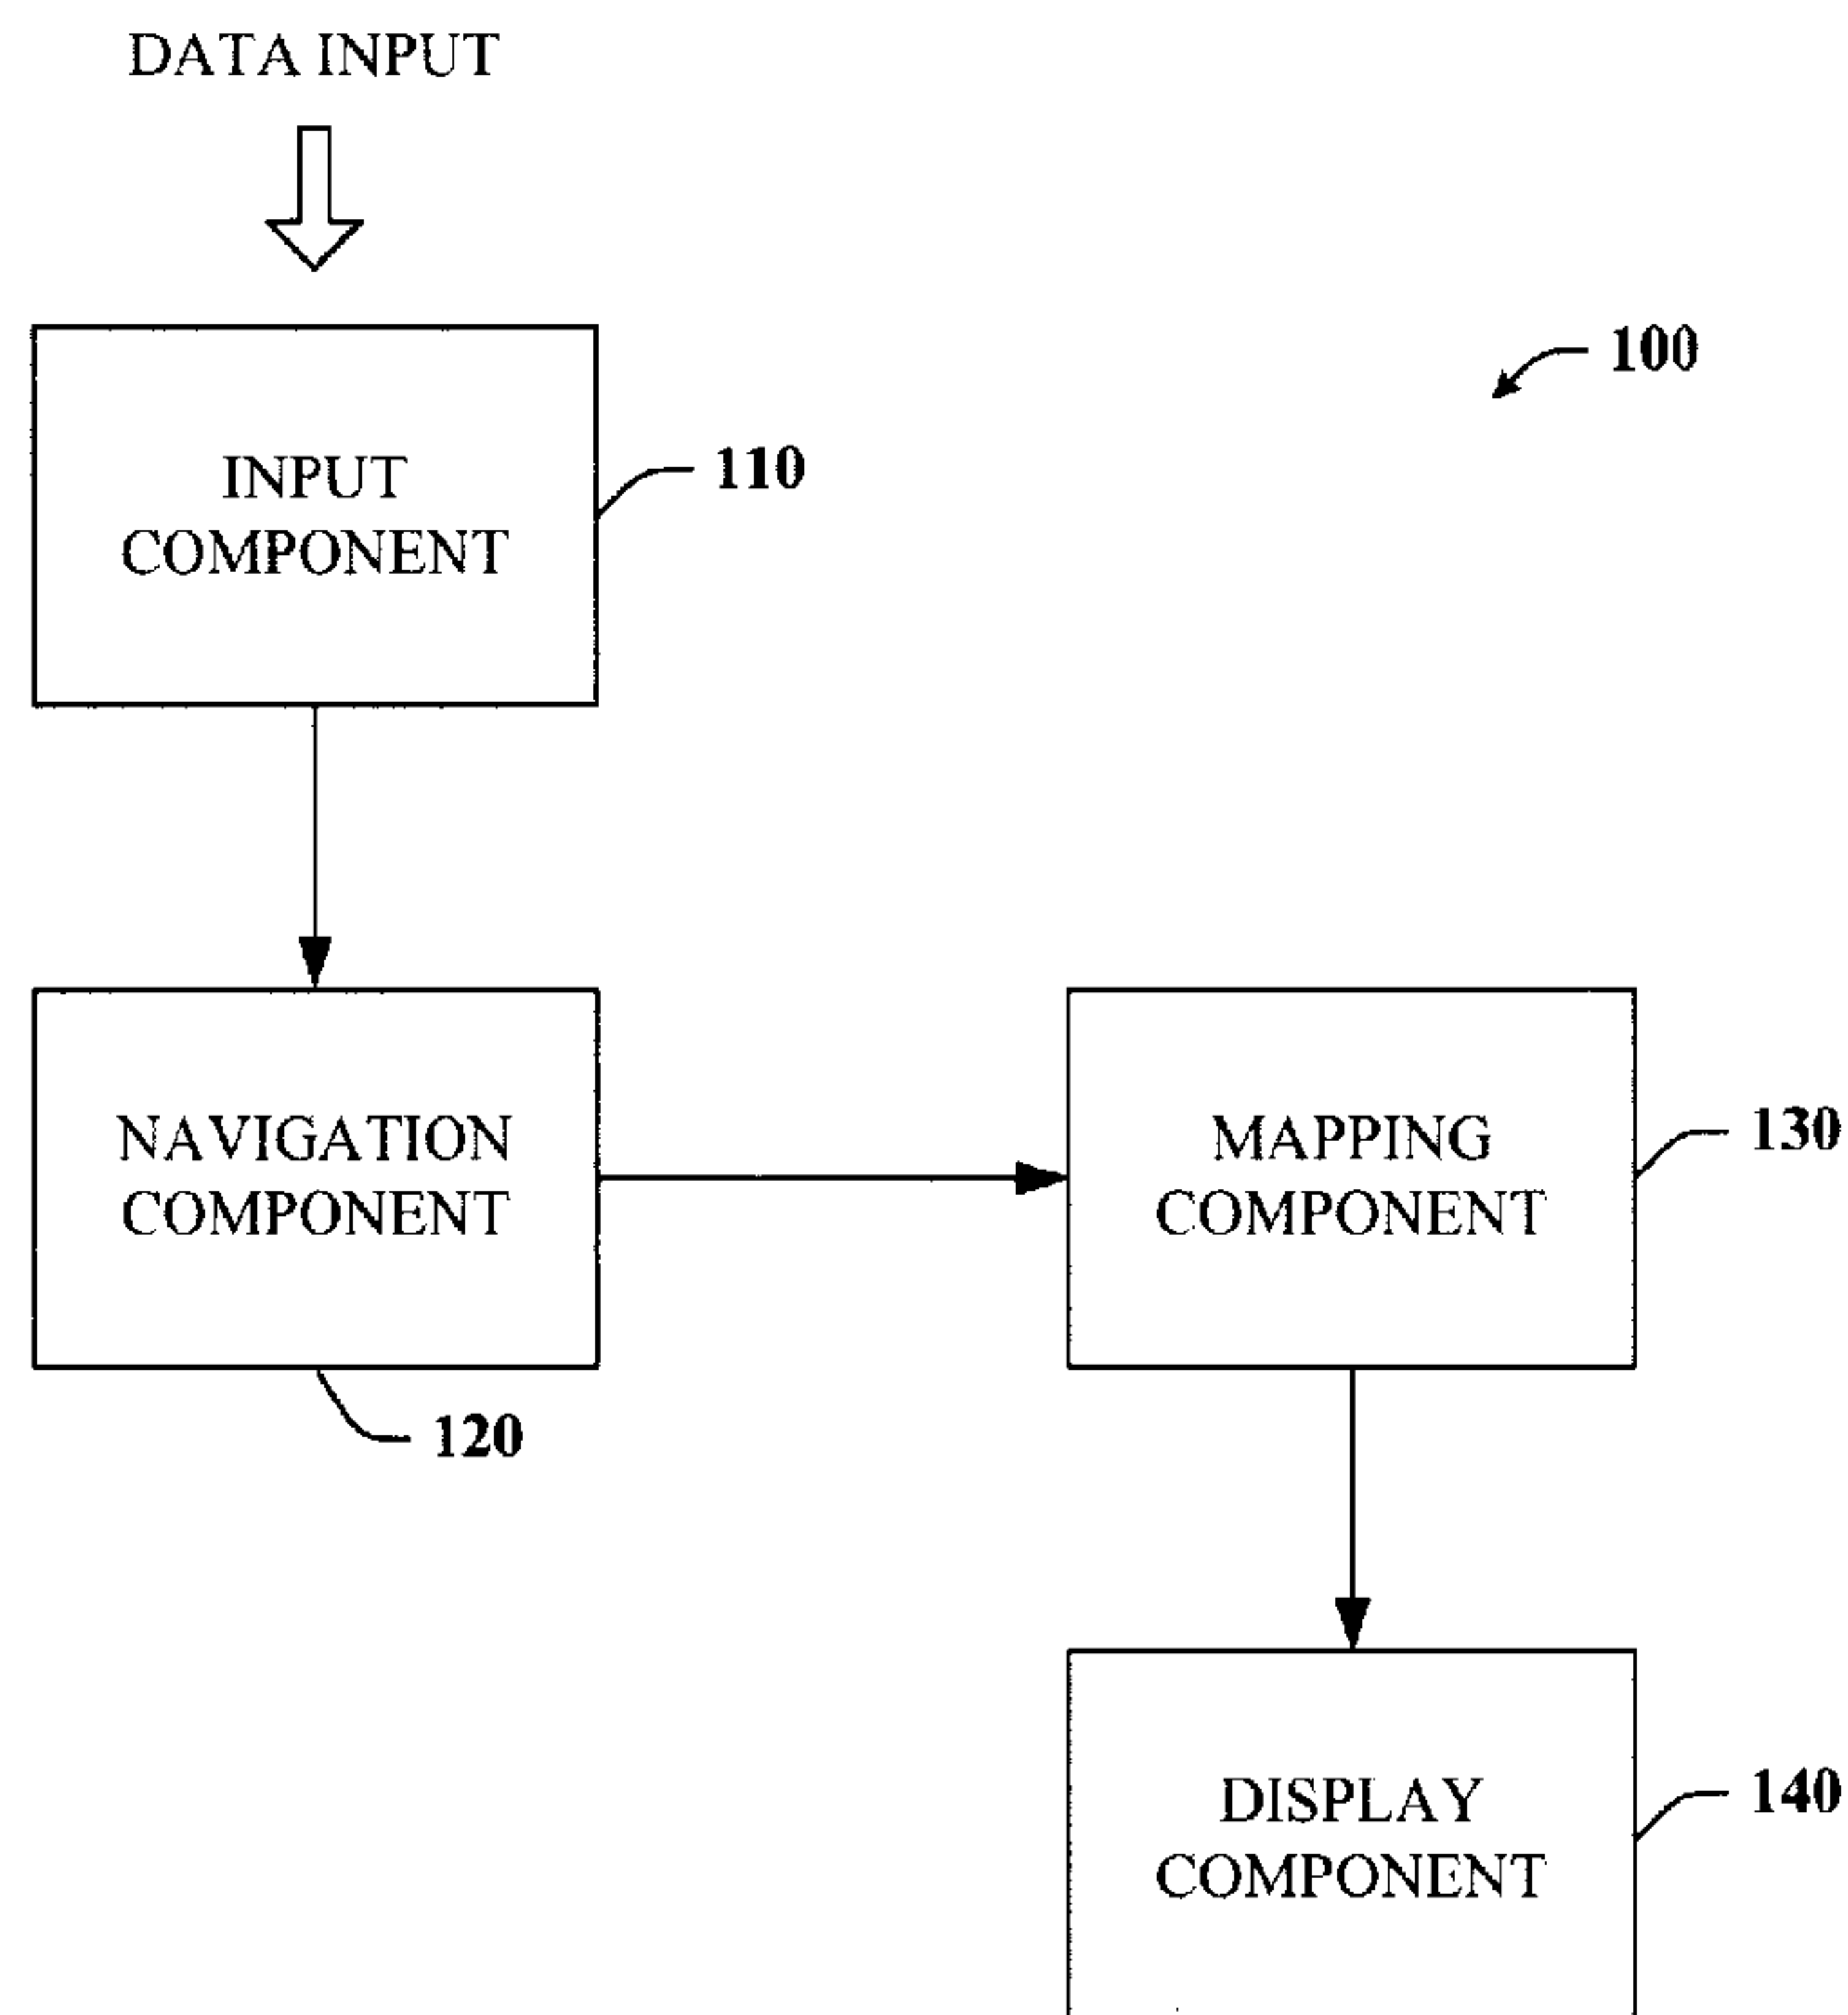 DATA INPUT
100
INPUT
COMPONENT
110
NAVIGATION
COMPONENT
120
MAPPING
COMPONENT
130
DISPLAY
COMPONENT
140